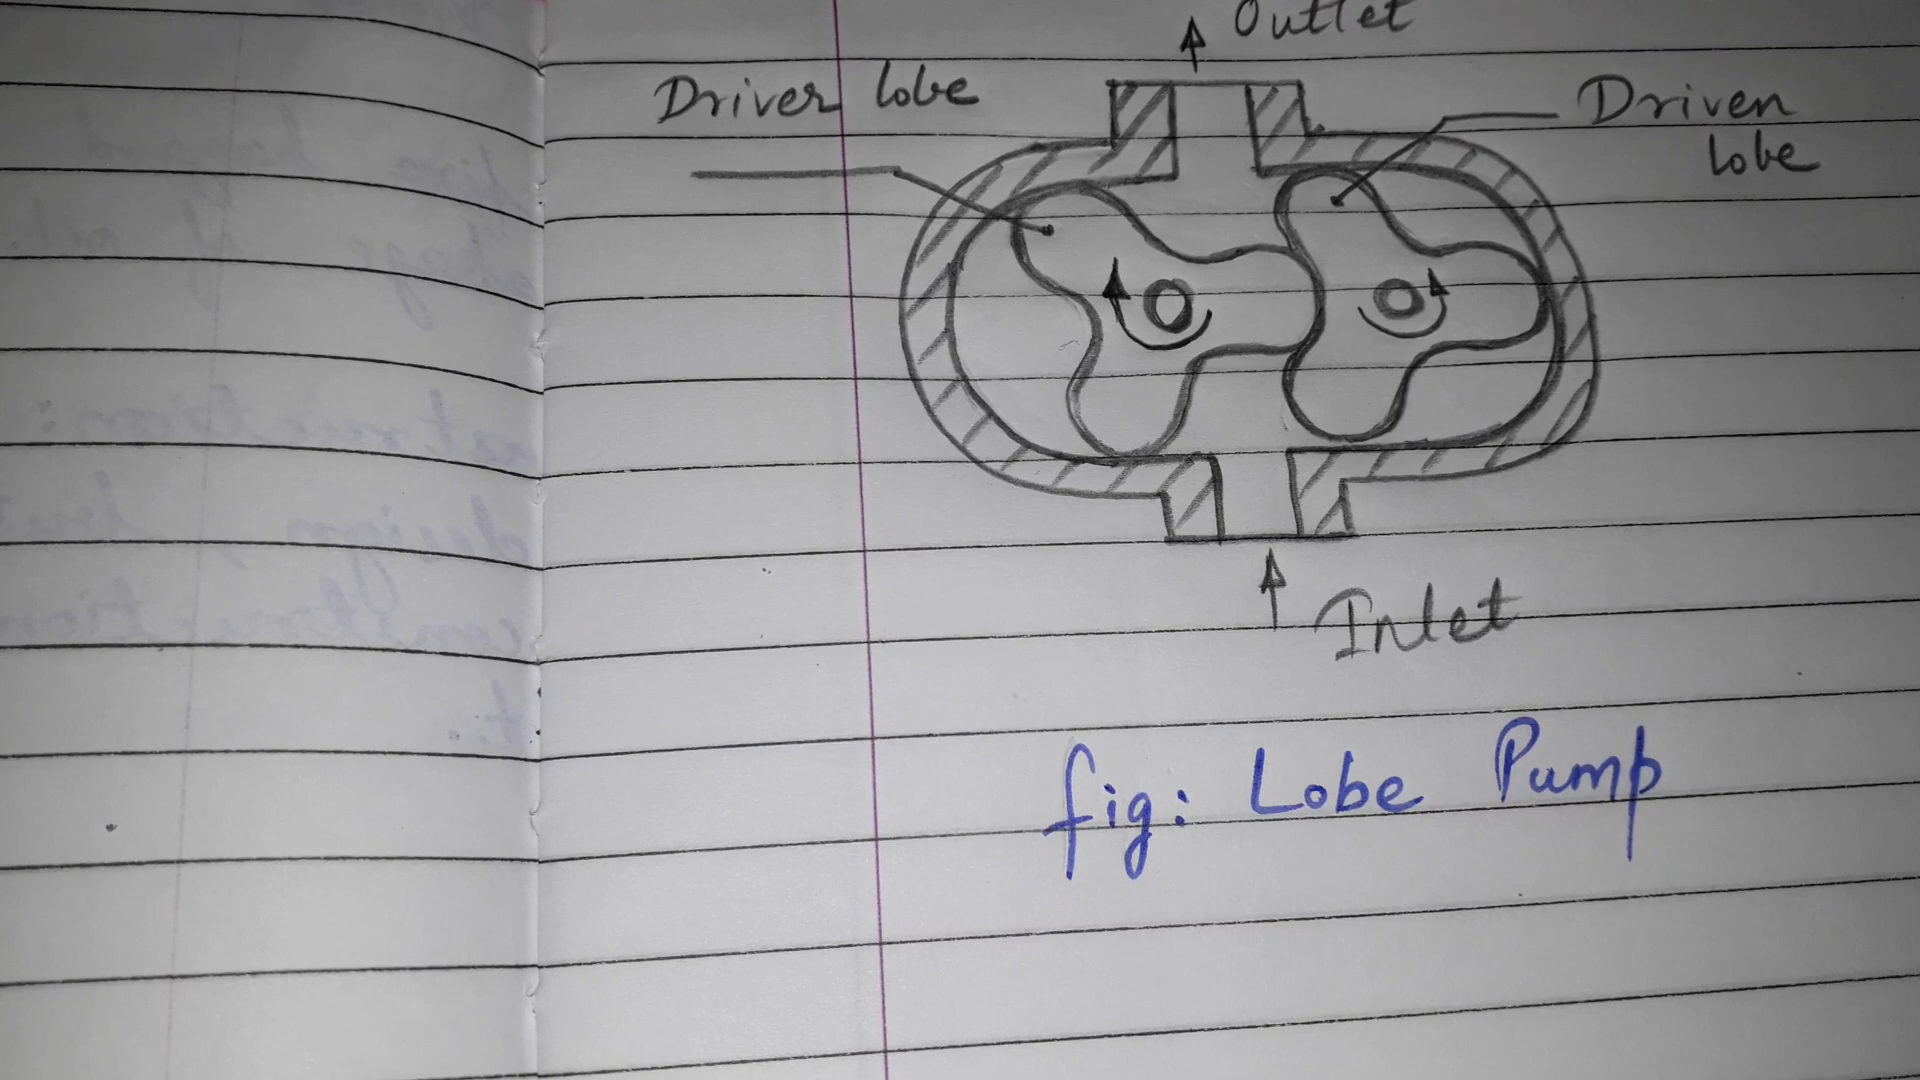 Outlet
Driver lobe
Driven
lobe
Inlet
fig: Lobe Pump